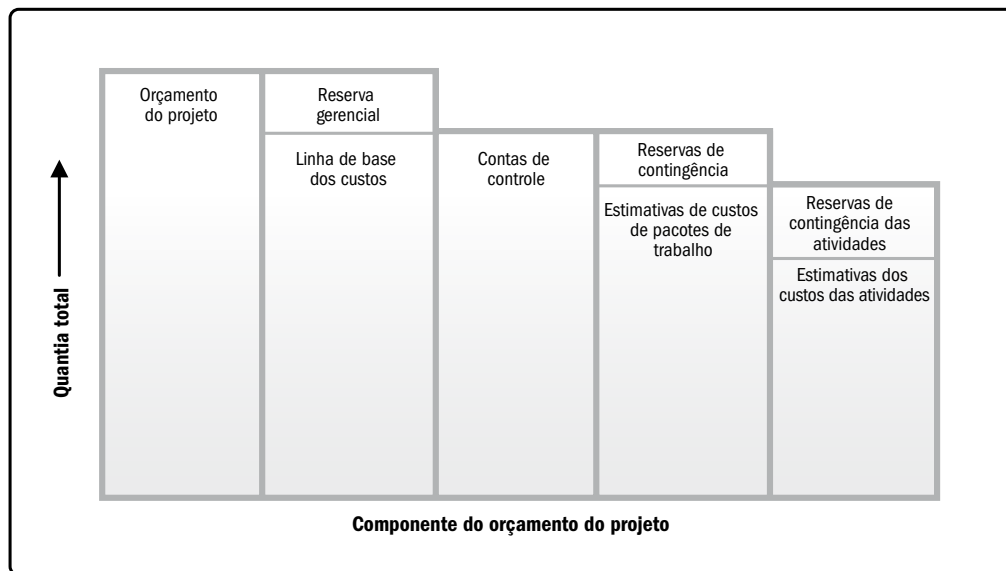 Orçamento
do projeto
Reserva
gerencial
Linha de base
dos custos
Contas de
controle
Reservas de
contingência
Estimativas de custos
de pacotes de
trabalho
Reservas de
contingência das
atividades
Estimativas dos
custos das atividades
Quantia total
Componente do orçamento do projeto